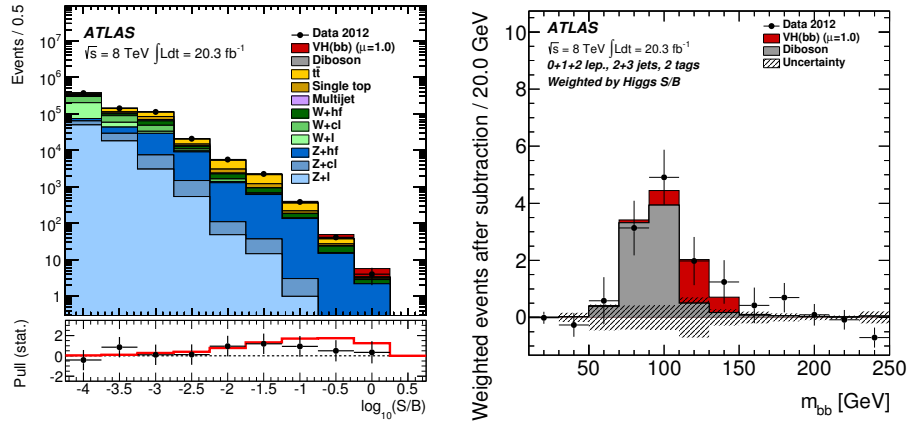 Events / 0.5
10⁷
10⁶
10⁵
10⁴
10³
10²
10
1
ATLAS
√s = 8 TeV ∫Ldt = 20.3 fb⁻¹
Data 2012
VH(bb) (μ=1.0)
Diboson
tt̄
Single top
Multijet
W+hf
W+cl
W+l
Z+hf
Z+cl
Z+l
Pull (stat.)
2
0
-2
-4 -3.5 -3 -2.5 -2 -1.5 -1 -0.5 0 0.5
log₁₀(S/B)
Weighted events after subtraction / 20.0 GeV
10
8
6
4
2
0
-2
ATLAS
√s = 8 TeV ∫Ldt = 20.3 fb⁻¹
0+1+2 lep., 2+3 jets, 2 tags
Weighted by Higgs S/B
Data 2012
VH(bb) (μ=1.0)
Diboson
Uncertainty
50 100 150 200 250
m_bb [GeV]